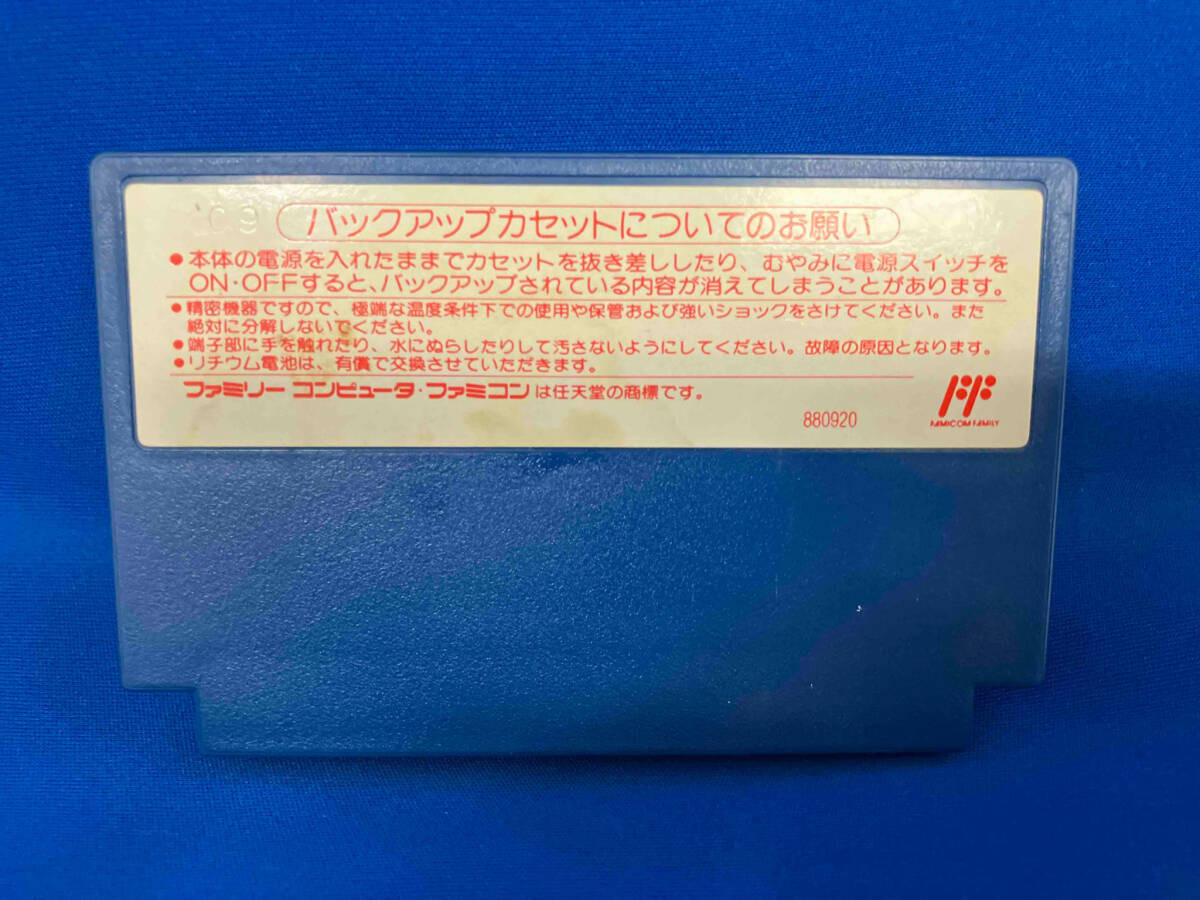 バックアップカセットについてのお願い
●本体の電源を入れたままでカセットを抜き差ししたり、むやみに電源スイッチを
ON・OFFすると、バックアップされている内容が消えてしまうことがあります。
●精密機器ですので、極端な温度条件下での使用や保管および強いショックをさけてください。また
絶対に分解しないでください。
●端子部に手を触れたり、水にぬらしたりして汚さないようにしてください。故障の原因となります。
●リチウム電池は、有償で交換させていただきます。
ファミリー コンピュータ・ファミコンは任天堂の商標です。
880920
FAMICOM FAMILY